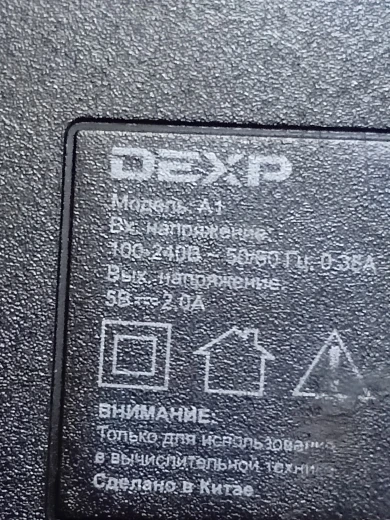 DEXP
Модель: A1
Вх. напряжение:
100-240В ~ 50/60 Гц; 0.35А
Вых. напряжение:
5В ⎓ 2.0А
ВНИМАНИЕ:
Только для использования
в вычислительной техни
Сделано в Китае